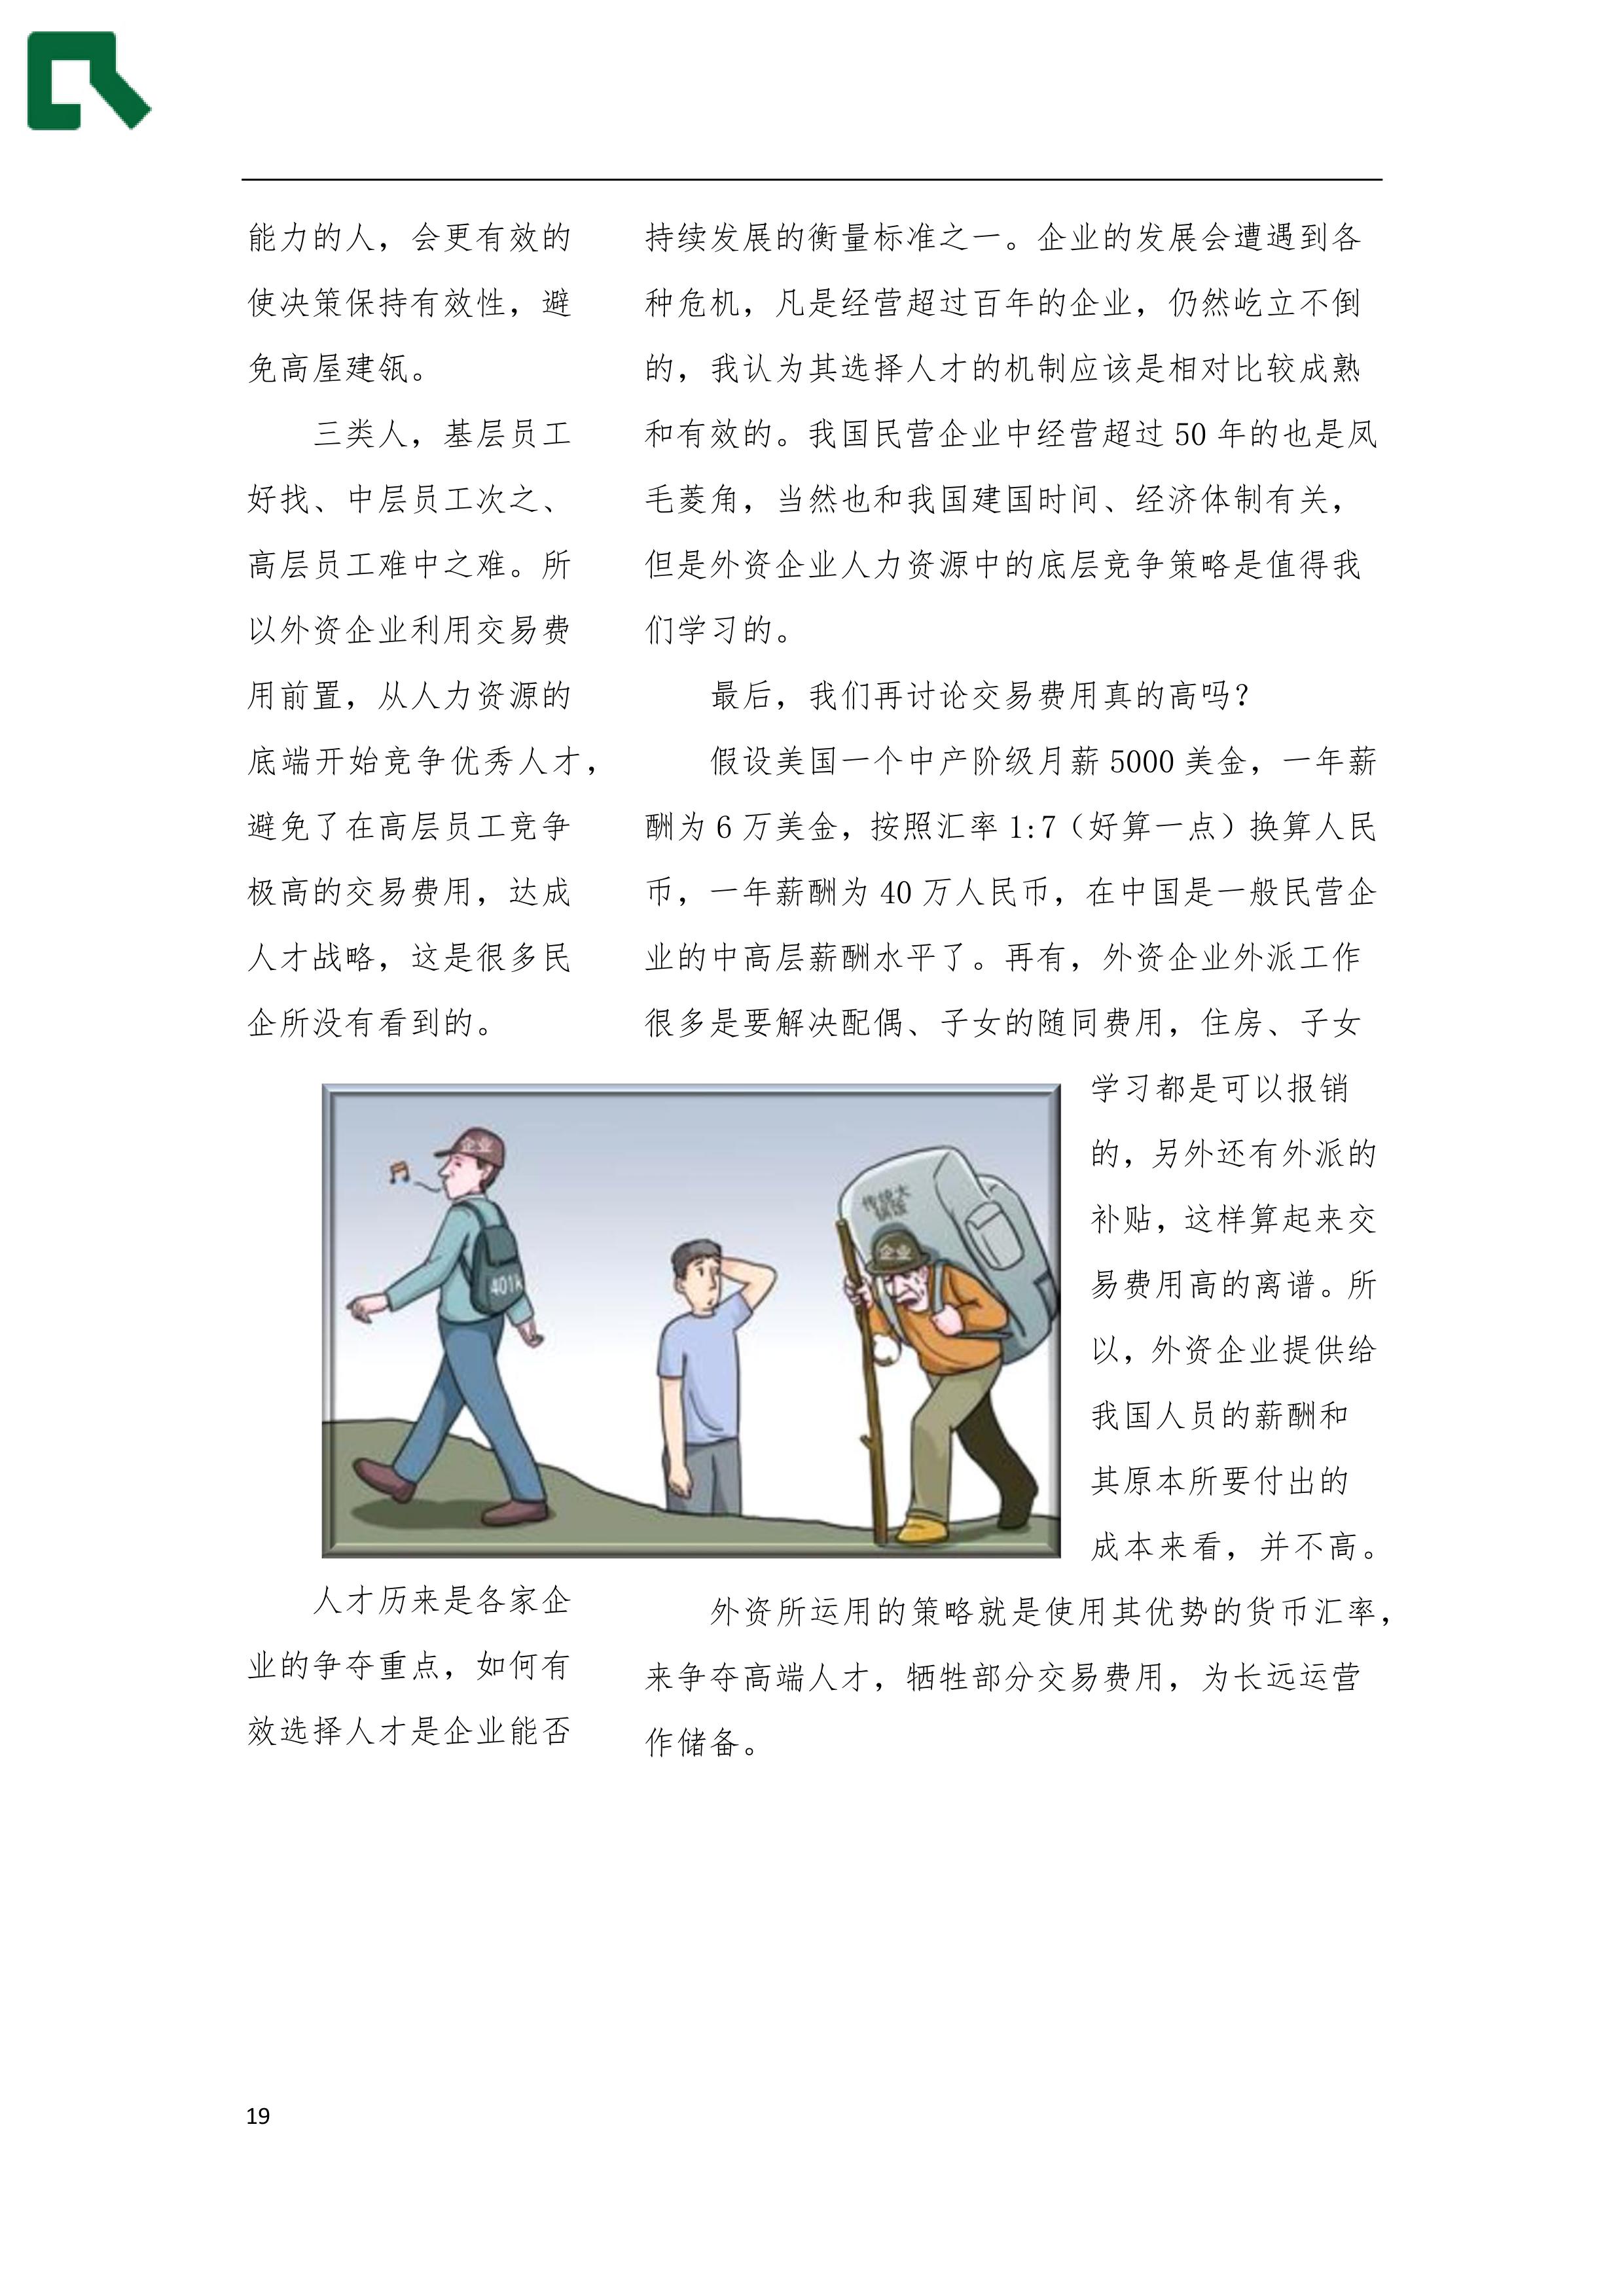 能力的人，会更有效的
使决策保持有效性，避
免高屋建瓴。
三类人，基层员工
好找、中层员工次之、
高层员工难中之难。所
以外资企业利用交易费
用前置，从人力资源的
底端开始竞争优秀人才，
避免了在高层员工竞争
极高的交易费用，达成
人才战略，这是很多民
企所没有看到的。
企业
401K
传统大
锅饭
企业
人才历来是各家企
业的争夺重点，如何有
效选择人才是企业能否
持续发展的衡量标准之一。企业的发展会遭遇到各
种危机，凡是经营超过百年的企业，仍然屹立不倒
的，我认为其选择人才的机制应该是相对比较成熟
和有效的。我国民营企业中经营超过 50 年的也是凤
毛菱角，当然也和我国建国时间、经济体制有关，
但是外资企业人力资源中的底层竞争策略是值得我
们学习的。
最后，我们再讨论交易费用真的高吗？
假设美国一个中产阶级月薪 5000 美金，一年薪
酬为 6 万美金，按照汇率 1:7（好算一点）换算人民
币，一年薪酬为 40 万人民币，在中国是一般民营企
业的中高层薪酬水平了。再有，外资企业外派工作
很多是要解决配偶、子女的随同费用，住房、子女
学习都是可以报销
的，另外还有外派的
补贴，这样算起来交
易费用高的离谱。所
以，外资企业提供给
我国人员的薪酬和
其原本所要付出的
成本来看，并不高。
外资所运用的策略就是使用其优势的货币汇率，
来争夺高端人才，牺牲部分交易费用，为长远运营
作储备。
19